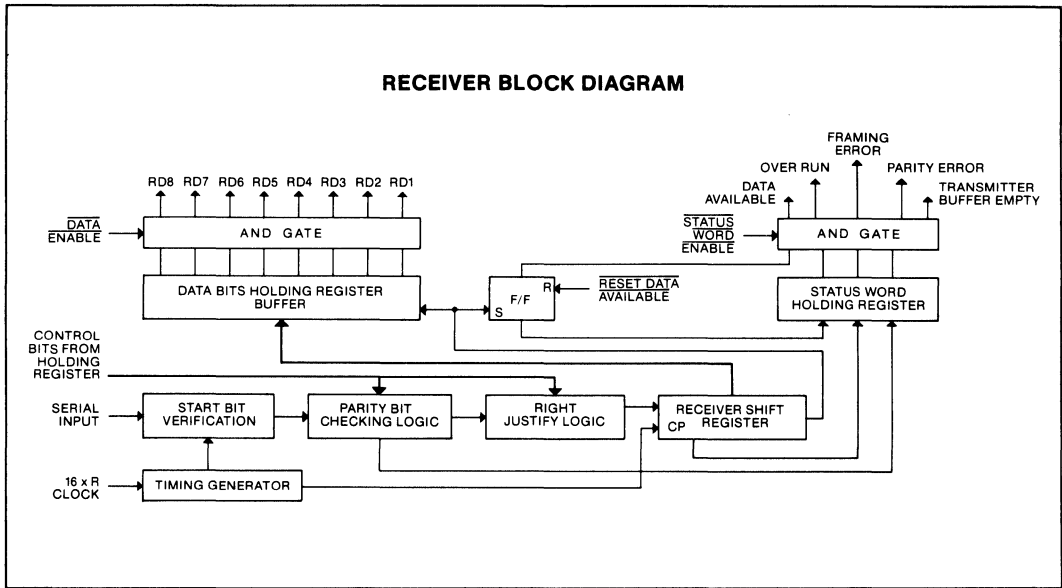 RECEIVER BLOCK DIAGRAM
FRAMING
ERROR
OVER RUN
PARITY ERROR
DATA
AVAILABLE
TRANSMITTER
BUFFER EMPTY
RD8 RD7 RD6 RD5 RD4 RD3 RD2 RD1
DATA
ENABLE
AND GATE
STATUS
WORD
ENABLE
AND GATE
DATA BITS HOLDING REGISTER
BUFFER
F/F
R
S
RESET DATA
AVAILABLE
STATUS WORD
HOLDING REGISTER
CONTROL
BITS FROM
HOLDING
REGISTER
SERIAL
INPUT
START BIT
VERIFICATION
PARITY BIT
CHECKING LOGIC
RIGHT
JUSTIFY LOGIC
RECEIVER SHIFT
REGISTER
CP
16 x R
CLOCK
TIMING GENERATOR